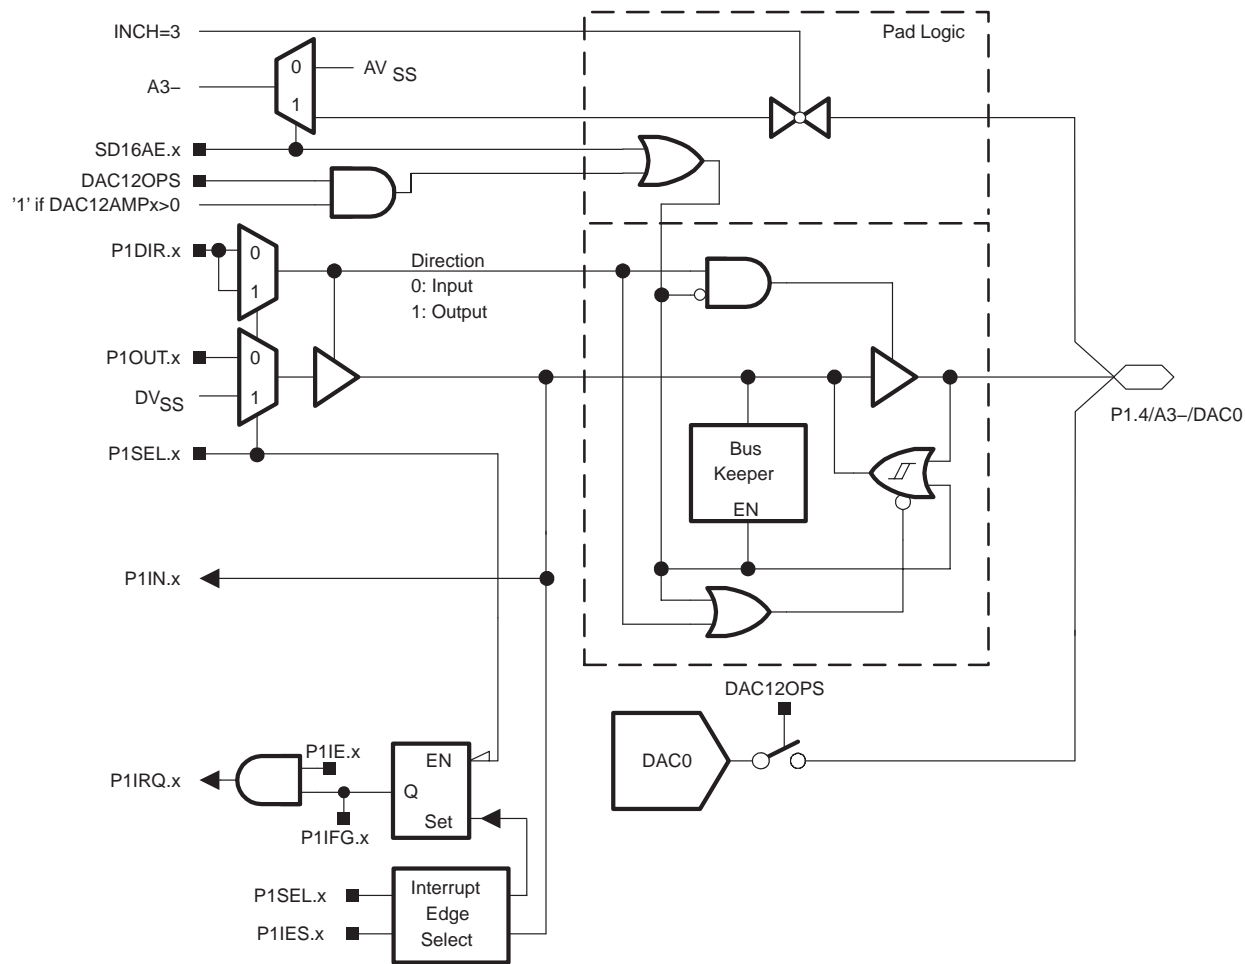 INCH=3
Pad Logic
0
AV SS
A3–
1
SD16AE.x
DAC12OPS
'1' if DAC12AMPx>0
P1DIR.x
0
1
Direction
0: Input
1: Output
P1OUT.x
0
DVSS
1
P1SEL.x
P1.4/A3–/DAC0
Bus
Keeper
EN
P1IN.x
DAC12OPS
DAC0
P1IE.x
EN
P1IRQ.x
Q
Set
P1IFG.x
P1SEL.x
P1IES.x
Interrupt
Edge
Select